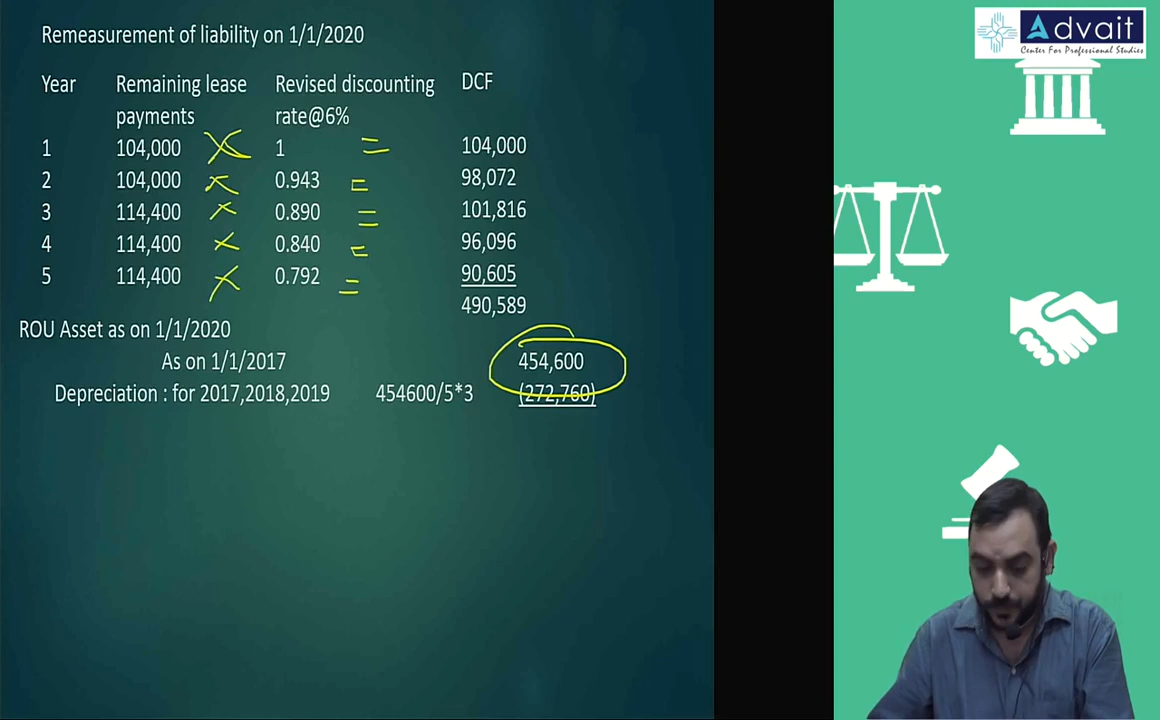 Remeasurement of liability on 1/1/2020
Year Remaining lease payments Revised discounting rate@6% DCF
1 104,000 1 104,000
2 104,000 0.943 98,072
3 114,400 0.890 101,816
4 114,400 0.840 96,096
5 114,400 0.792 90,605
490,589
ROU Asset as on 1/1/2020
As on 1/1/2017 454,600
Depreciation : for 2017,2018,2019 454600/5*3 (272,760)
Advait
Center For Professional Studies